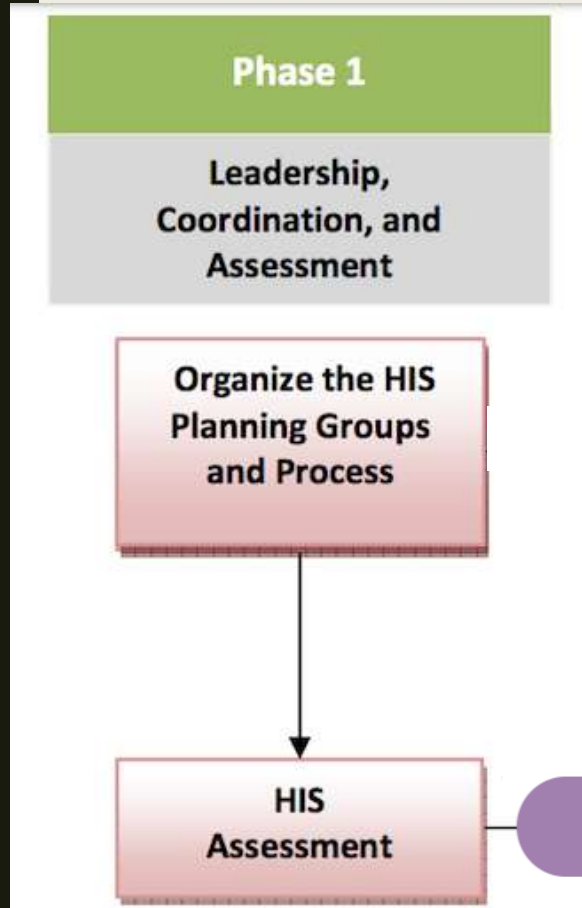 Phase 1
Leadership,
Coordination, and
Assessment
Organize the HIS
Planning Groups
and Process
HIS
Assessment